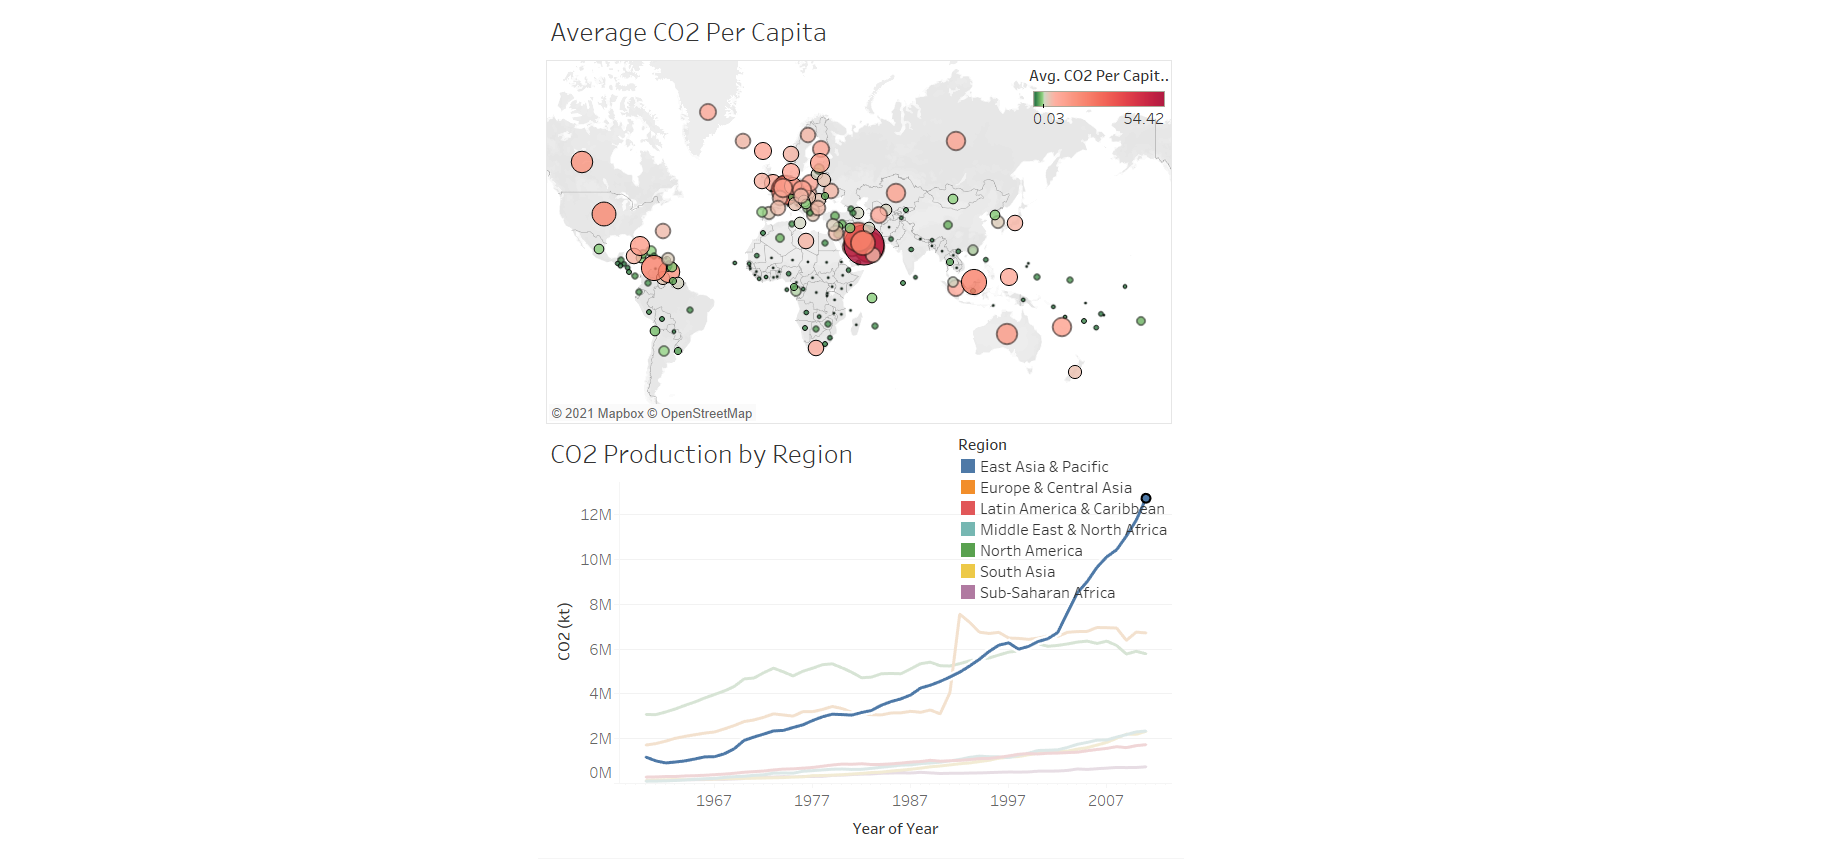 Average CO2 Per Capita
Avg. CO2 Per Capit..
0.03 54.42
© 2021 Mapbox © OpenStreetMap
CO2 Production by Region
Region
East Asia & Pacific
Europe & Central Asia
Latin America & Caribbean
Middle East & North Africa
North America
South Asia
Sub-Saharan Africa
12M
10M
8M
6M
4M
2M
0M
CO2 (kt)
1967 1977 1987 1997 2007
Year of Year